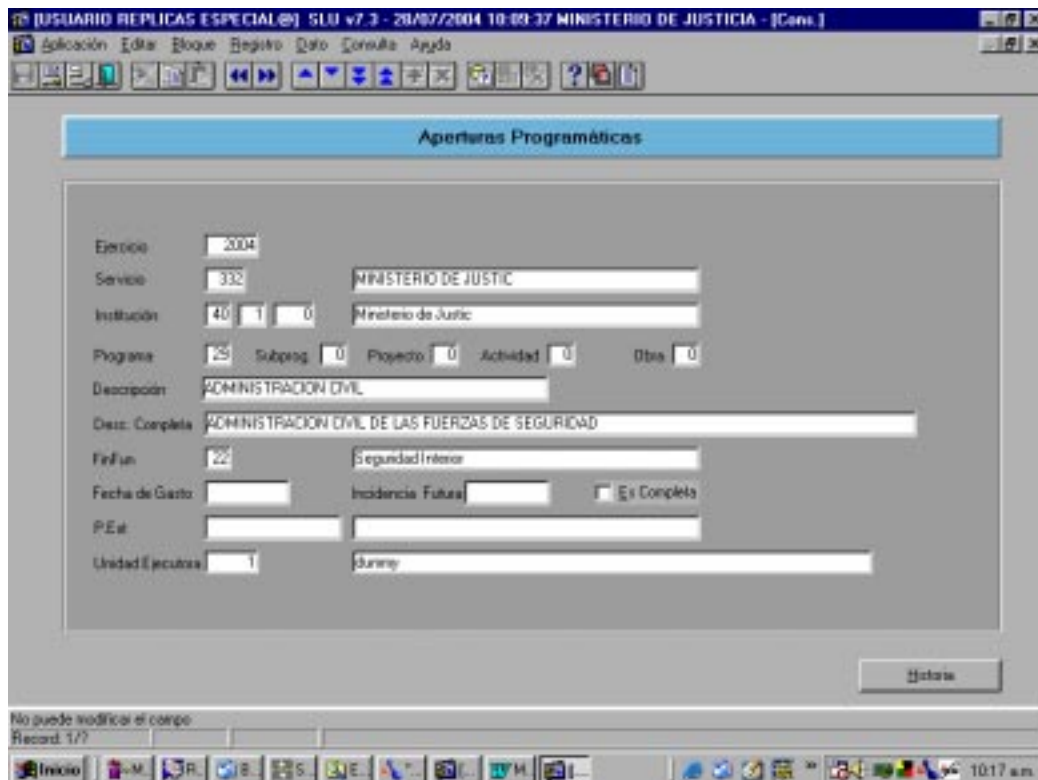 [USUARIO REPLICAS ESPECIAL@] SLU v7.3 - 28/07/2004 10:09:37 MINISTERIO DE JUSTICIA - [Cons.]
Aplicación Editar Bloque Registro Dato Consulta Ayuda
Aperturas Programáticas
Ejercicio 2004
Servicio 332 MINISTERIO DE JUSTIC
Institución 40 1 0 Ministerio de Justic
Programa 29 Subprog. 0 Proyecto 0 Actividad 0 Obra 0
Descripción ADMINISTRACION CIVIL
Desc. Completa ADMINISTRACION CIVIL DE LAS FUERZAS DE SEGURIDAD
Fin/Fun 22 Seguridad Interior
Fecha de Gasto Incidencia Futura Es Completa
P.Est
Unidad Ejecutora 1 dummy
Historia
No puede modificar el campo
Record: 1/?
Inicio M.. R.. B.. S.. E.. M.. 10:17 a.m.